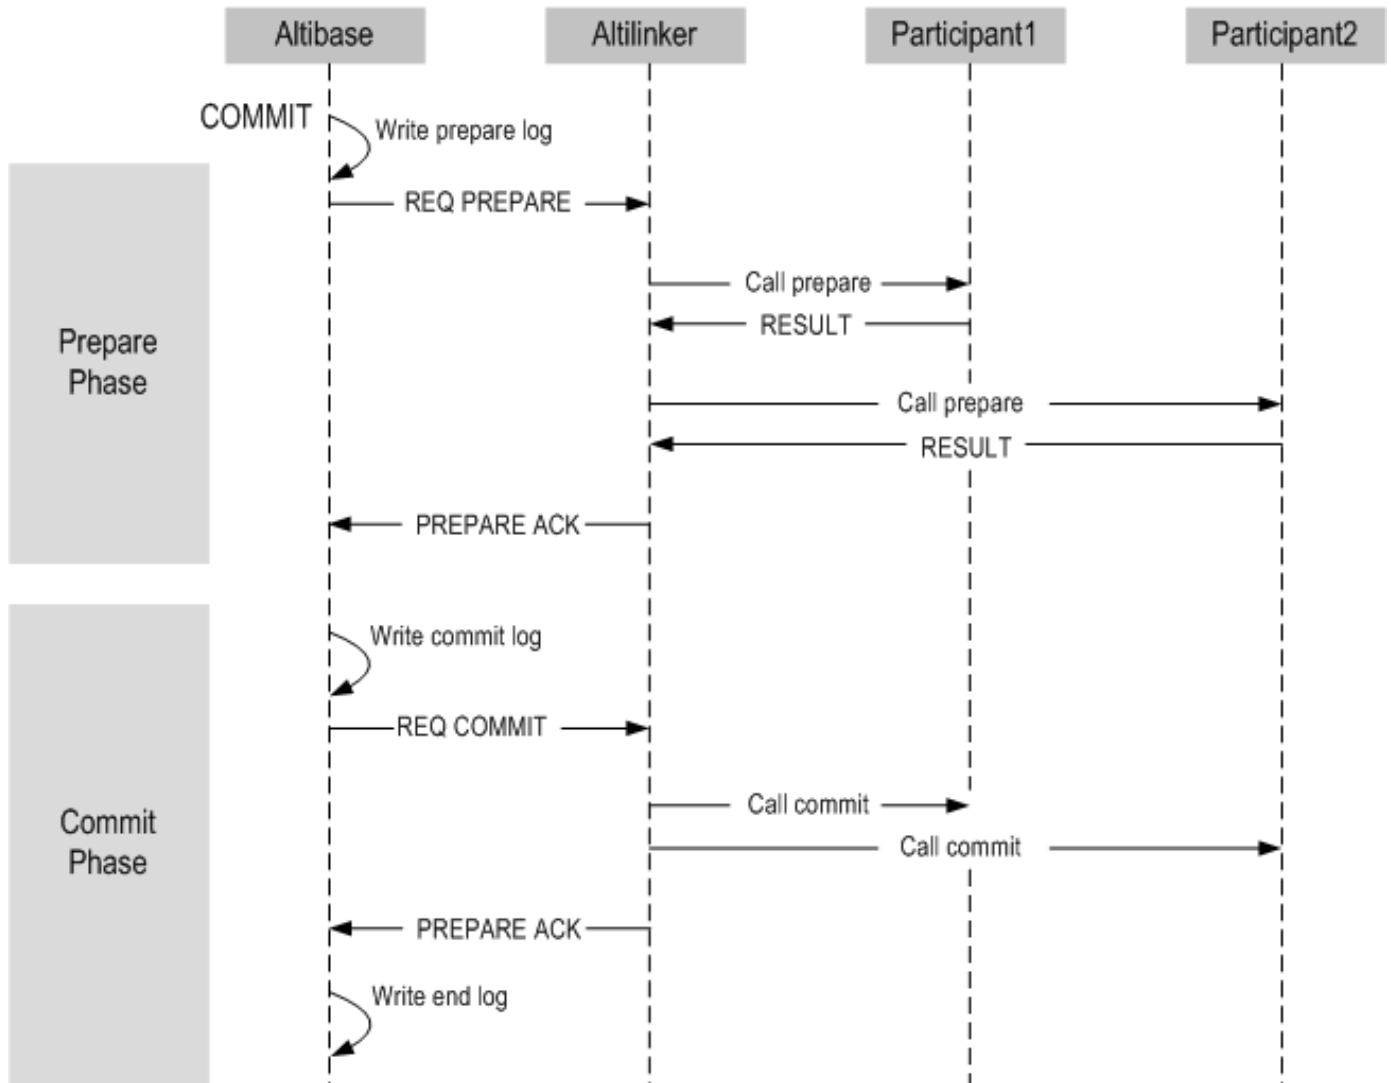 Altibase
Altilinker
Participant1
Participant2
COMMIT
Write prepare log
REQ PREPARE
Call prepare
RESULT
Prepare
Phase
Call prepare
RESULT
PREPARE ACK
Write commit log
REQ COMMIT
Call commit
Commit
Phase
Call commit
PREPARE ACK
Write end log